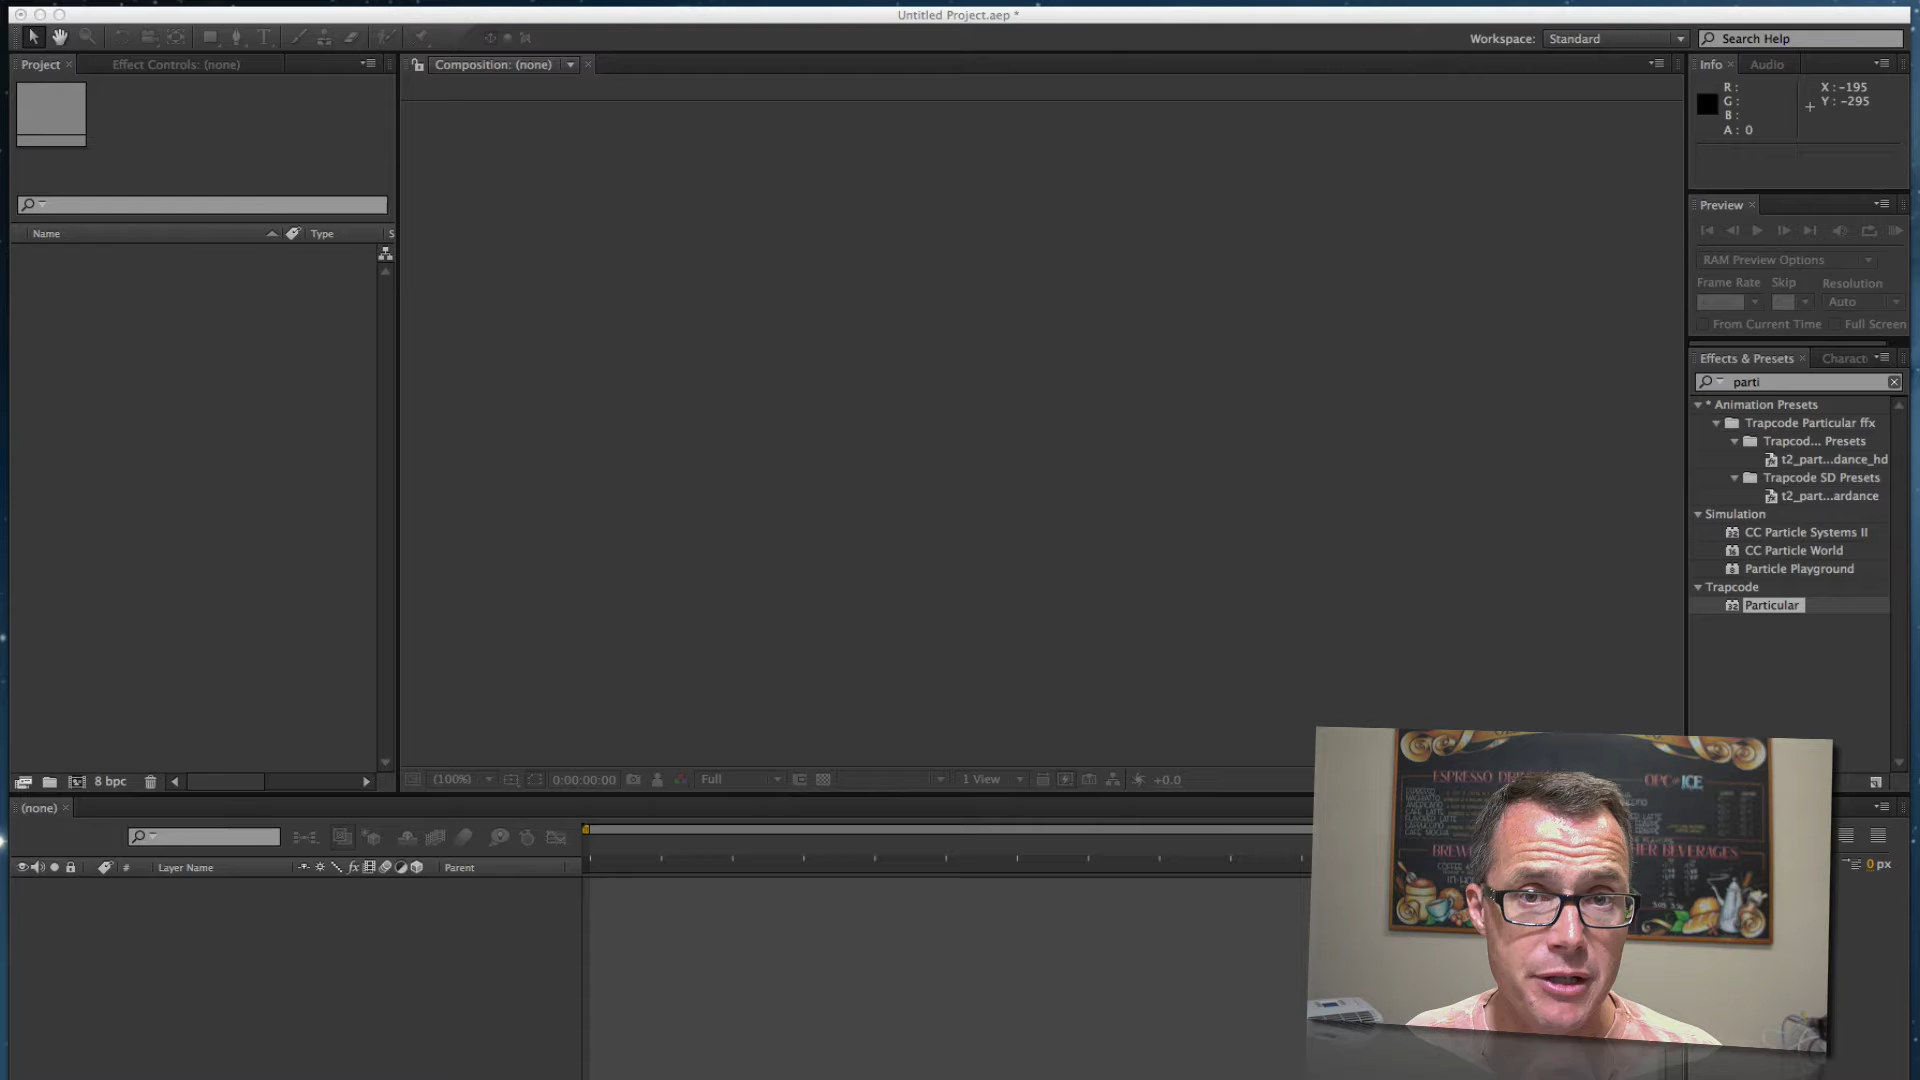 Untitled Project.aep *
Workspace: Standard
Search Help
Project
Effect Controls: (none)
Composition: (none)
Info
Audio
R :
G :
B :
A : 0
X : -195
Y : -295
Preview
RAM Preview Options
Frame Rate Skip Resolution
Auto
From Current Time Full Screen
Name Type S
Effects & Presets
Charact
parti
* Animation Presets
Trapcode Particular ffx
Trapcod... Presets
t2_part...dance_hd
Trapcode SD Presets
t2_part...ardance
Simulation
CC Particle Systems II
CC Particle World
Particle Playground
Trapcode
Particular
8 bpc
(100%)
0:00:00:00
Full
1 View
+0.0
(none)
# Layer Name
fx
Parent
0 px
ESPRESSO
ICE
BEVERAGES